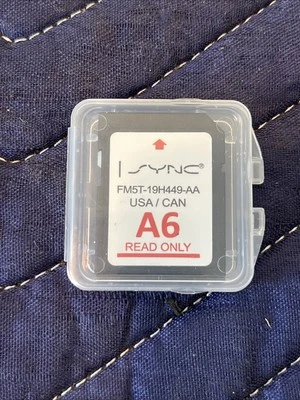 SYNC®
FM5T-19H449-AA
USA / CAN
A6
READ ONLY